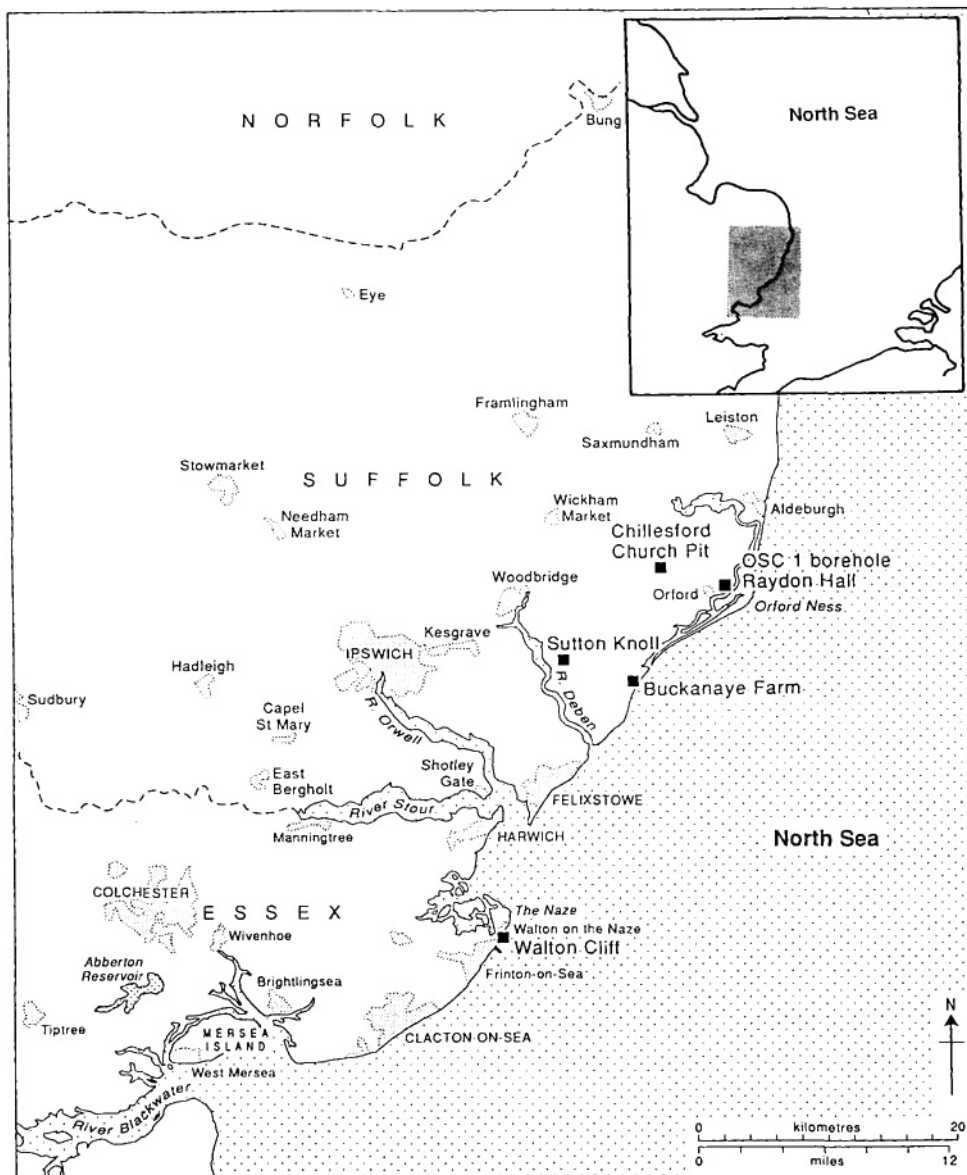 N O R F O L K
Bung
North Sea
Eye
Framlingham
Saxmundham
Leiston
Stowmarket
S U F F O L K
Needham
Market
Wickham
Market
Aldeburgh
Chillesford
Church Pit
OSC 1 borehole
Raydon Hall
Woodbridge
Orford
Orford Ness
Kesgrave
IPSWICH
Sutton Knoll
Hadleigh
Sudbury
R. Deben
Buckanaye Farm
Capel
St Mary
R. Orwell
Shotley
Gate
East
Bergholt
FELIXSTOWE
River Stour
Manningtree
HARWICH
North Sea
COLCHESTER
E S S E X
The Naze
Walton on the Naze
Walton Cliff
Wivenhoe
Frinton-on-Sea
Abberton
Reservoir
Brightlingsea
Tiptree
MERSEA
ISLAND
CLACTON-ON-SEA
N
West Mersea
River Blackwater
0 kilometres 20
0 miles 12